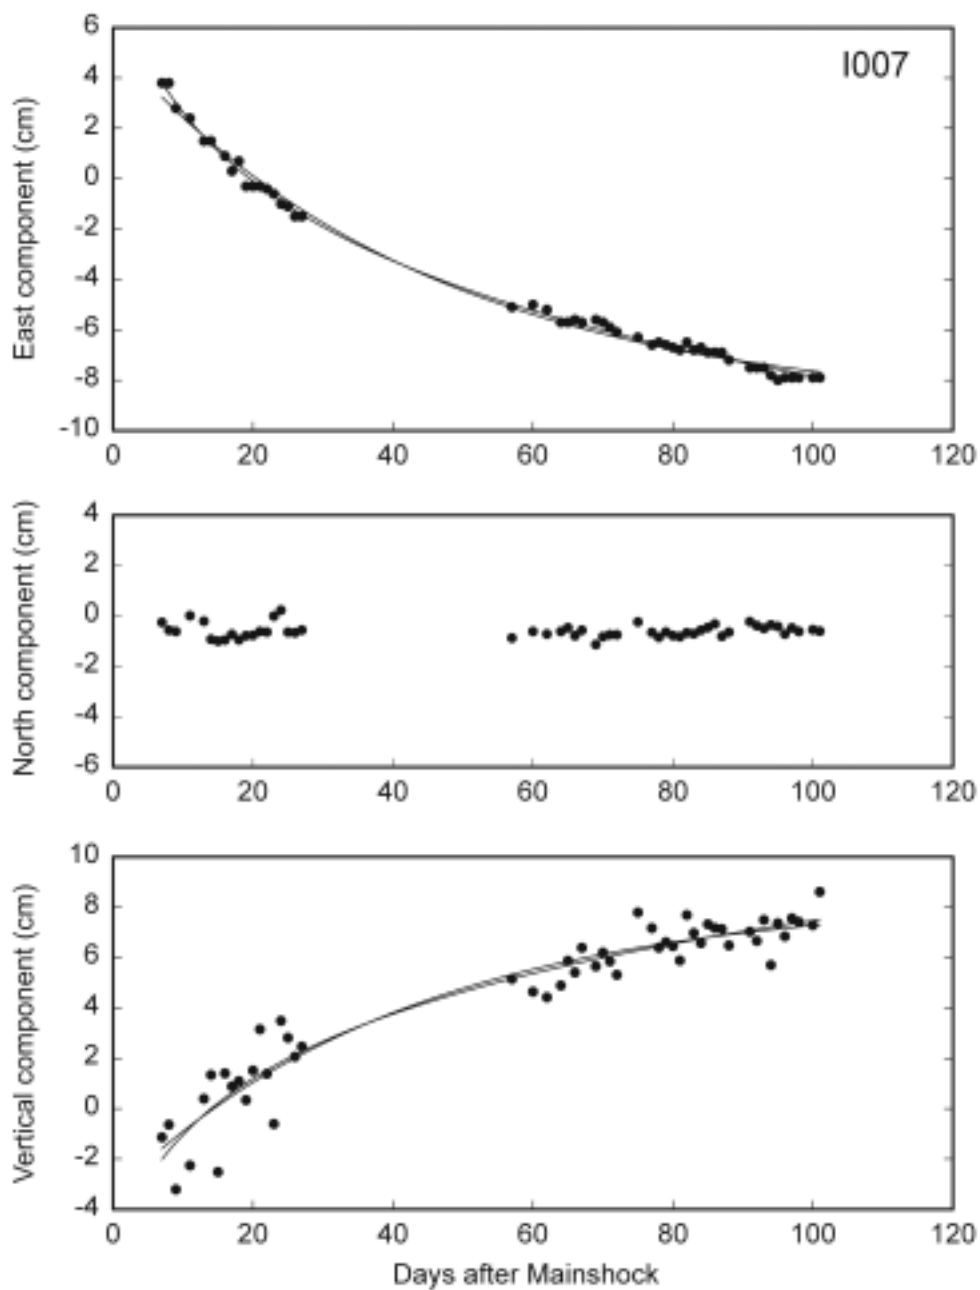 I007
East component (cm)
6
4
2
0
-2
-4
-6
-8
-10
0 20 40 60 80 100 120
North component (cm)
4
2
0
-2
-4
-6
0 20 40 60 80 100 120
Vertical component (cm)
10
8
6
4
2
0
-2
-4
0 20 40 60 80 100 120
Days after Mainshock